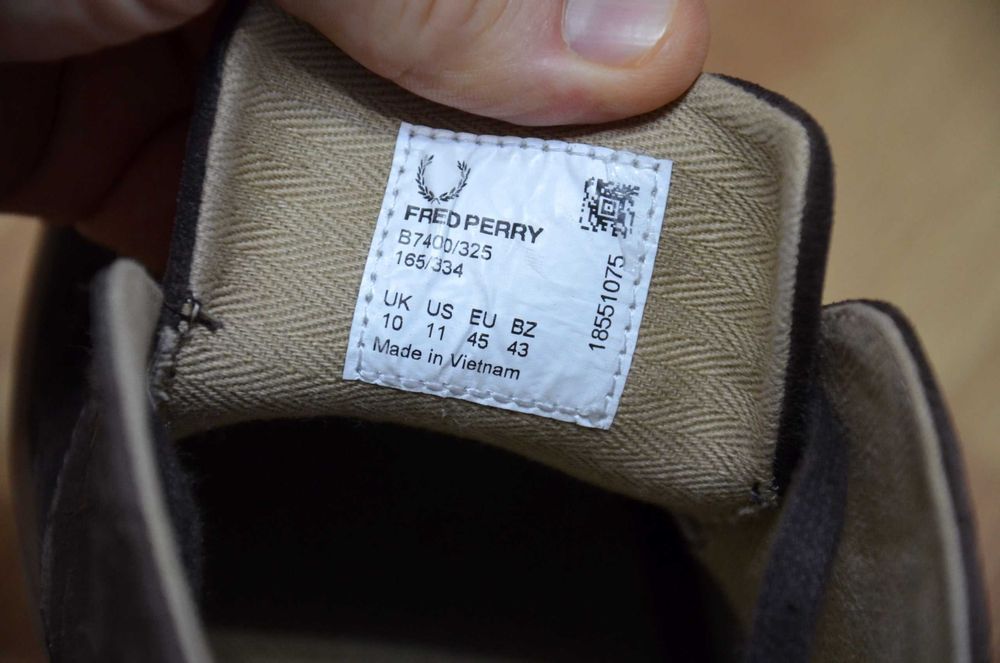 FRED PERRY
B7400/325
165/334
UK US EU BZ
10 11 45 43
Made in Vietnam
18551075